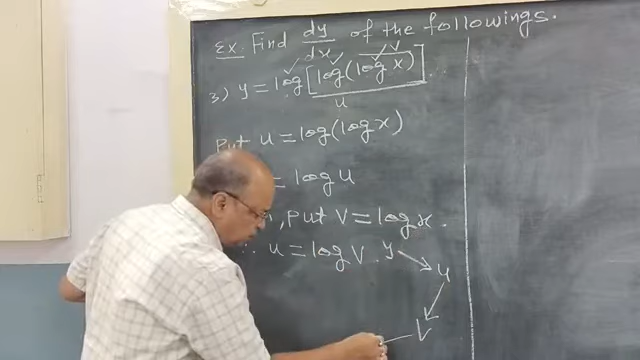 Ex. Find dy/dx of the followings.
3) y = log[log(log x)].
v
u
Put u = log(log x)
= log u
, Put V = log x.
u = log V.
y
u
V